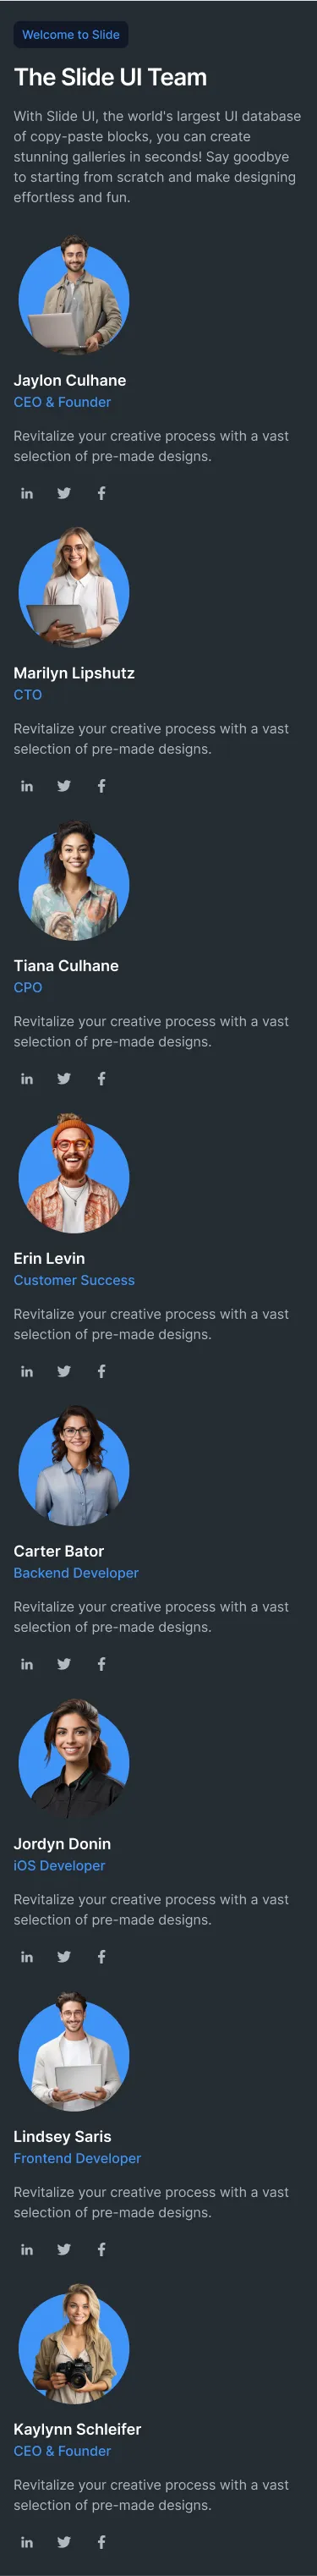 Welcome to Slide
The Slide UI Team
With Slide UI, the world's largest UI database
of copy-paste blocks, you can create
stunning galleries in seconds! Say goodbye
to starting from scratch and make designing
effortless and fun.
Jaylon Culhane
CEO & Founder
Revitalize your creative process with a vast
selection of pre-made designs.
Marilyn Lipshutz
CTO
Revitalize your creative process with a vast
selection of pre-made designs.
Tiana Culhane
CPO
Revitalize your creative process with a vast
selection of pre-made designs.
Erin Levin
Customer Success
Revitalize your creative process with a vast
selection of pre-made designs.
Carter Bator
Backend Developer
Revitalize your creative process with a vast
selection of pre-made designs.
Jordyn Donin
iOS Developer
Revitalize your creative process with a vast
selection of pre-made designs.
Lindsey Saris
Frontend Developer
Revitalize your creative process with a vast
selection of pre-made designs.
Kaylynn Schleifer
CEO & Founder
Revitalize your creative process with a vast
selection of pre-made designs.